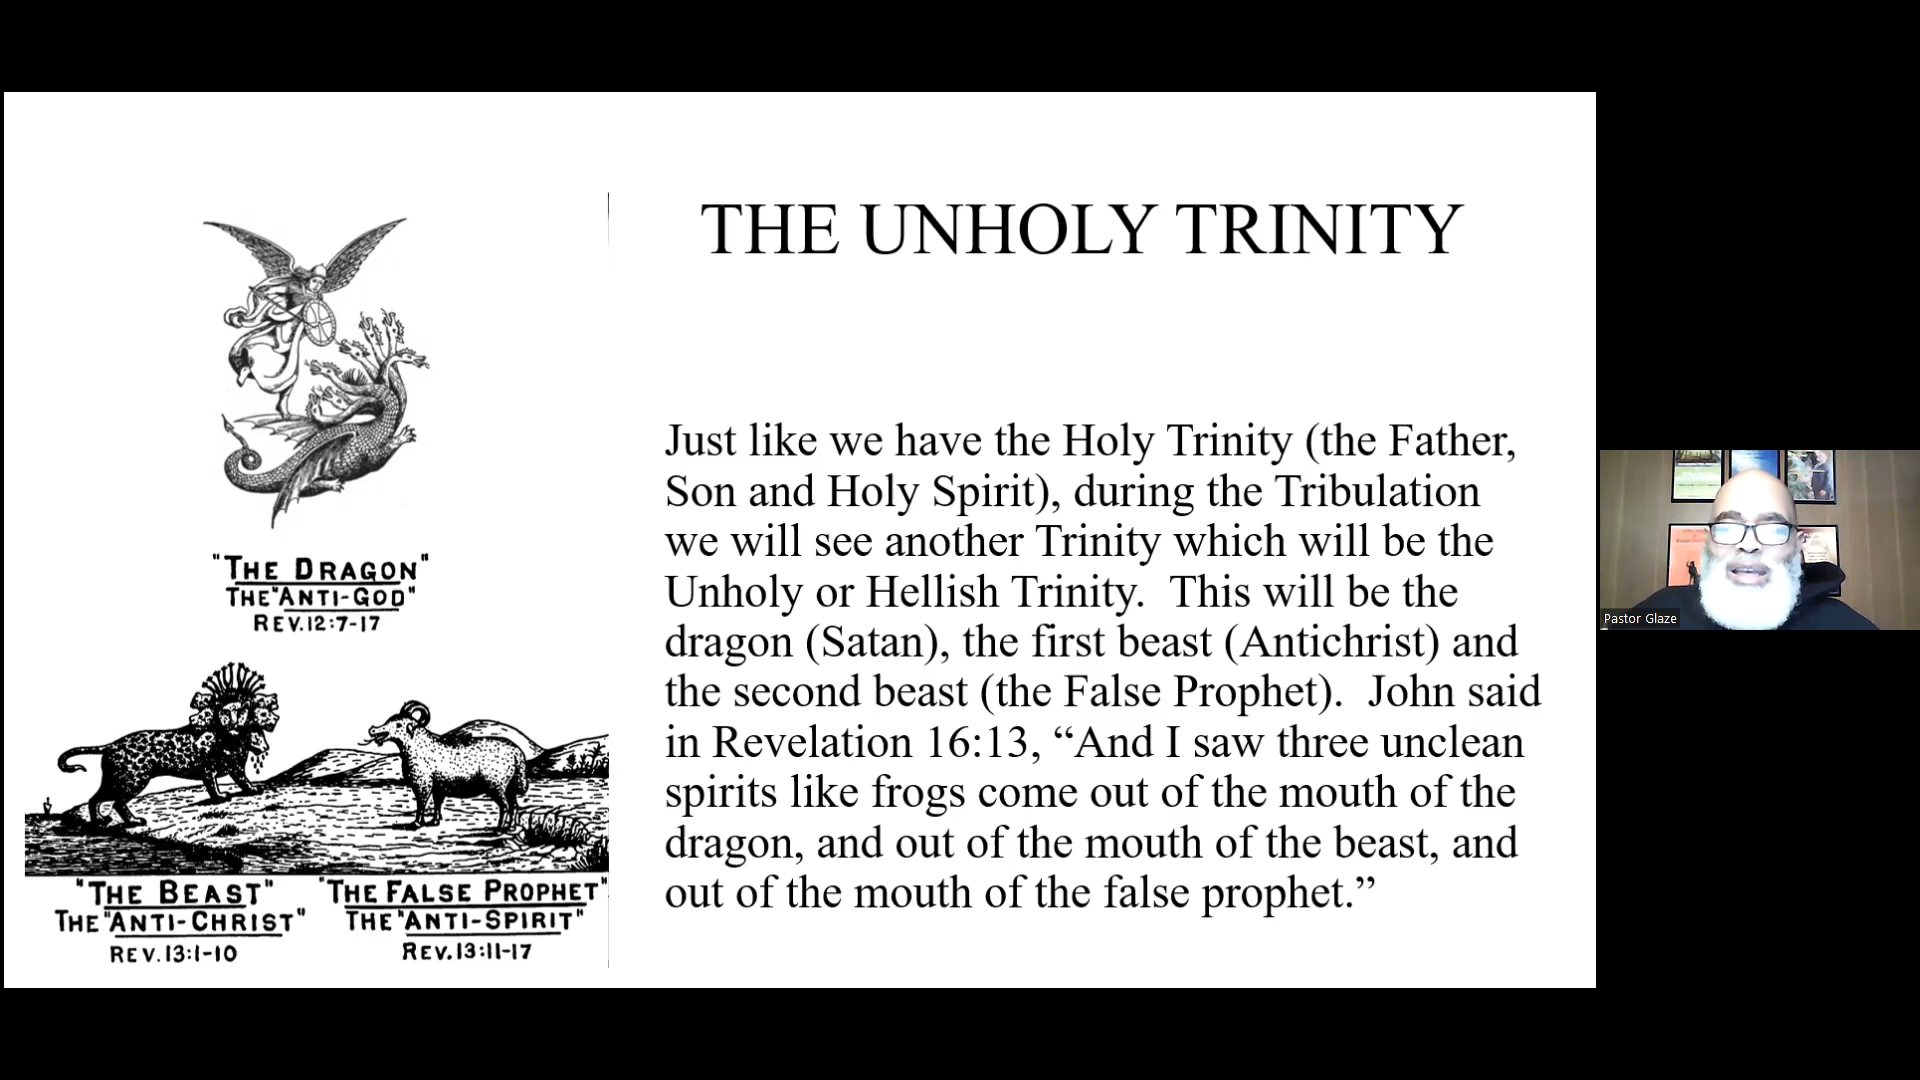 THE UNHOLY TRINITY
"THE DRAGON"
THE "ANTI-GOD"
REV. 12:7-17
"THE BEAST"
THE "ANTI-CHRIST"
REV. 13:1-10
"THE FALSE PROPHET"
THE "ANTI-SPIRIT"
REV. 13:11-17
Just like we have the Holy Trinity (the Father,
Son and Holy Spirit), during the Tribulation
we will see another Trinity which will be the
Unholy or Hellish Trinity.  This will be the
dragon (Satan), the first beast (Antichrist) and
the second beast (the False Prophet).  John said
in Revelation 16:13, “And I saw three unclean
spirits like frogs come out of the mouth of the
dragon, and out of the mouth of the beast, and
out of the mouth of the false prophet.”
Pastor Glaze